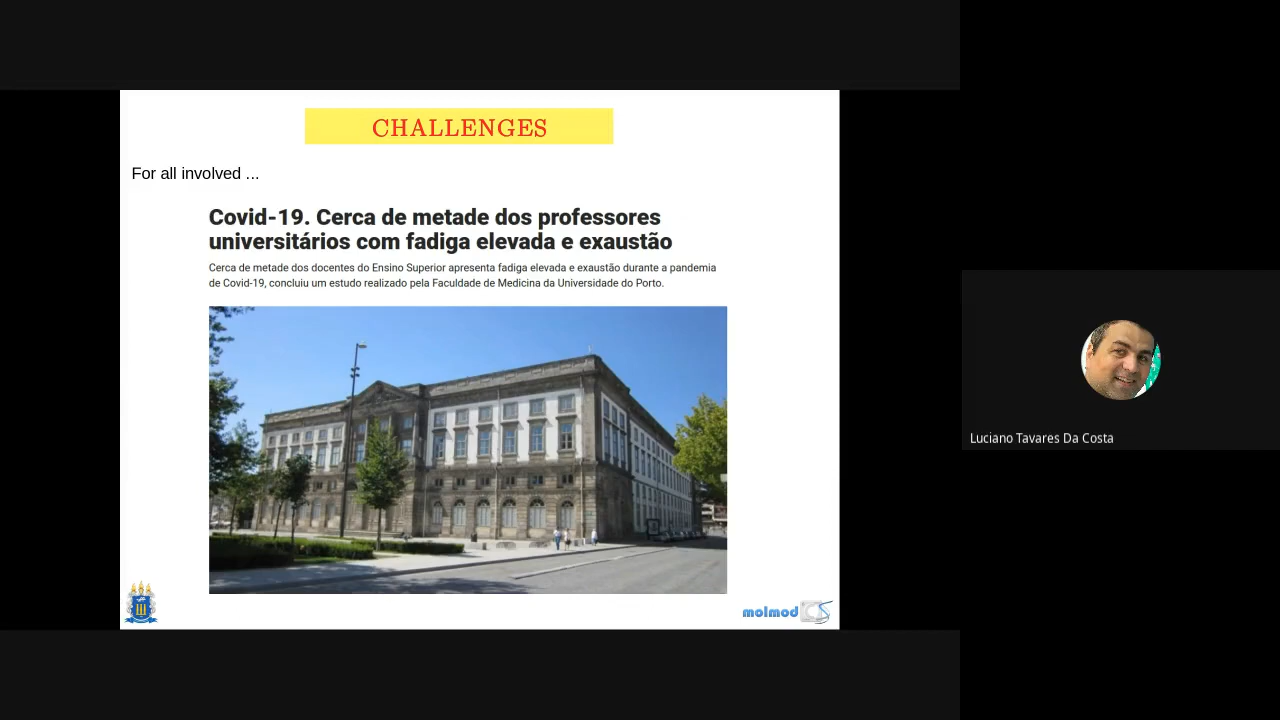 CHALLENGES
For all involved ...
Covid-19. Cerca de metade dos professores
universitários com fadiga elevada e exaustão
Cerca de metade dos docentes do Ensino Superior apresenta fadiga elevada e exaustão durante a pandemia
de Covid-19, concluiu um estudo realizado pela Faculdade de Medicina da Universidade do Porto.
Luciano Tavares Da Costa
molmod CS